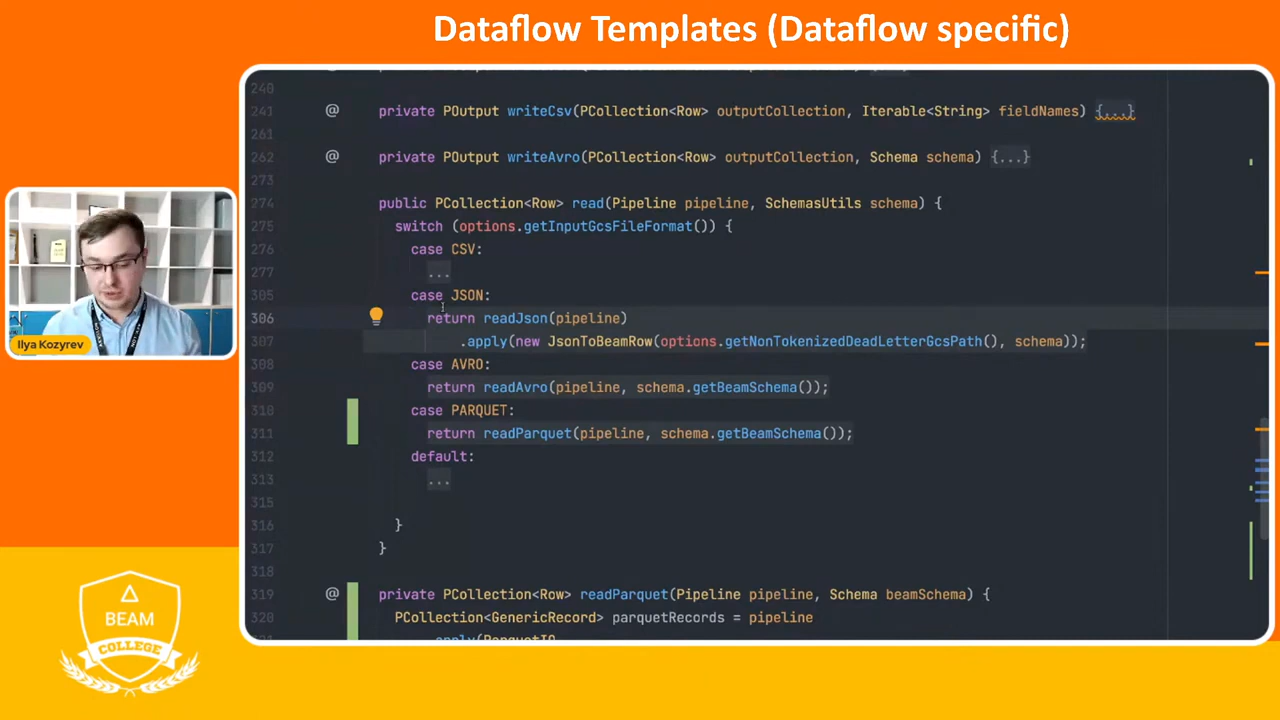 Dataflow Templates (Dataflow specific)
240
241 @ private POutput writeCsv(PCollection<Row> outputCollection, Iterable<String> fieldNames) {...}
261
262 @ private POutput writeAvro(PCollection<Row> outputCollection, Schema schema) {...}
273
274 public PCollection<Row> read(Pipeline pipeline, SchemasUtils schema) {
275 switch (options.getInputGcsFileFormat()) {
276 case CSV:
277 ...
305 case JSON:
306 return readJson(pipeline)
307 .apply(new JsonToBeamRow(options.getNonTokenizedDeadLetterGcsPath(), schema));
308 case AVRO:
309 return readAvro(pipeline, schema.getBeamSchema());
310 case PARQUET:
311 return readParquet(pipeline, schema.getBeamSchema());
312 default:
313 ...
315
316 }
317 }
318
319 @ private PCollection<Row> readParquet(Pipeline pipeline, Schema beamSchema) {
320 PCollection<GenericRecord> parquetRecords = pipeline
.apply(ParquetIO
Ilya Kozyrev
BEAM
COLLEGE